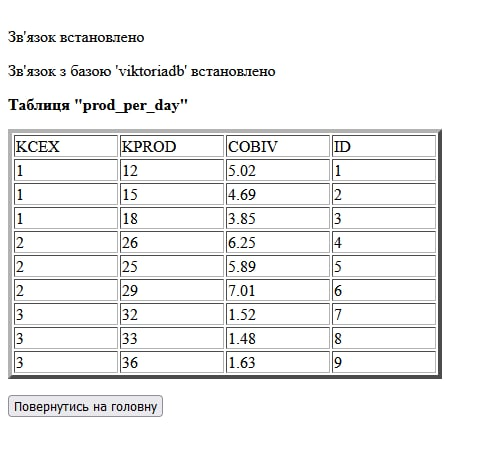 Зв'язок встановлено
Зв'язок з базою 'viktoriadb' встановлено
Таблиця "prod_per_day"
KCEX KPROD COBIV ID
1 12 5.02 1
1 15 4.69 2
1 18 3.85 3
2 26 6.25 4
2 25 5.89 5
2 29 7.01 6
3 32 1.52 7
3 33 1.48 8
3 36 1.63 9
Повернутись на головну